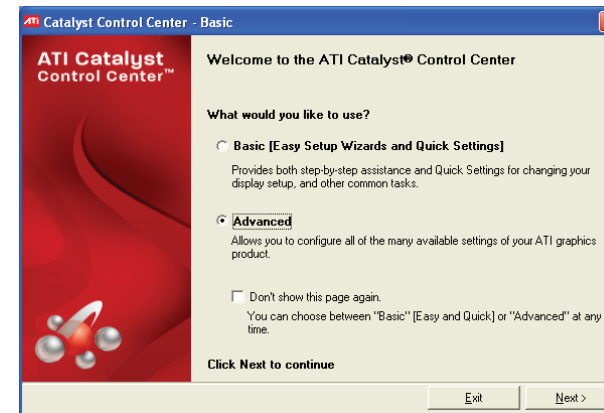 ATI Catalyst Control Center - Basic
ATI Catalyst
Control Center™
Welcome to the ATI Catalyst® Control Center
What would you like to use?
Basic [Easy Setup Wizards and Quick Settings]
Provides both step-by-step assistance and Quick Settings for changing your
display setup, and other common tasks.
Advanced
Allows you to configure all of the many available settings of your ATI graphics
product.
Don't show this page again.
You can choose between "Basic" [Easy and Quick] or "Advanced" at any
time.
Click Next to continue
Exit
Next >